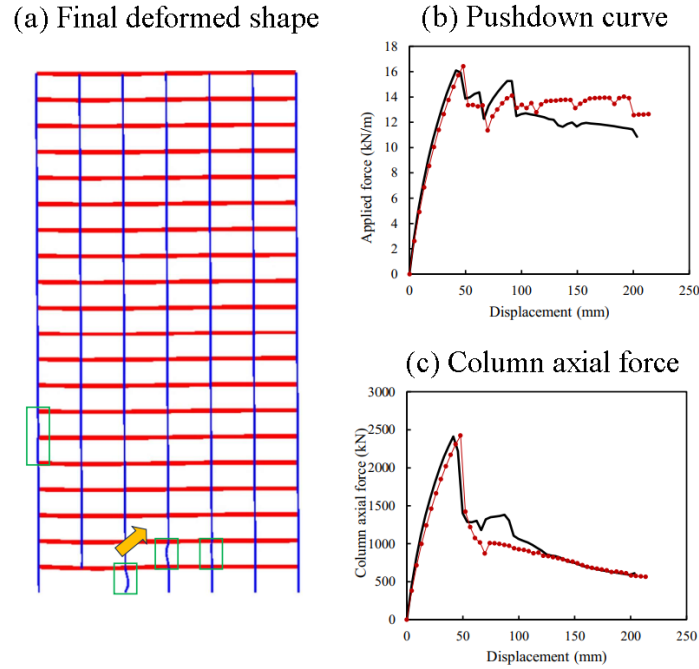 (a) Final deformed shape
(b) Pushdown curve
18
16
14
12
10
8
6
4
2
0
Applied force (kN/m)
0 50 100 150 200 250
Displacement (mm)
(c) Column axial force
3000
2500
2000
1500
1000
500
0
Column axial force (kN)
0 50 100 150 200 250
Displacement (mm)